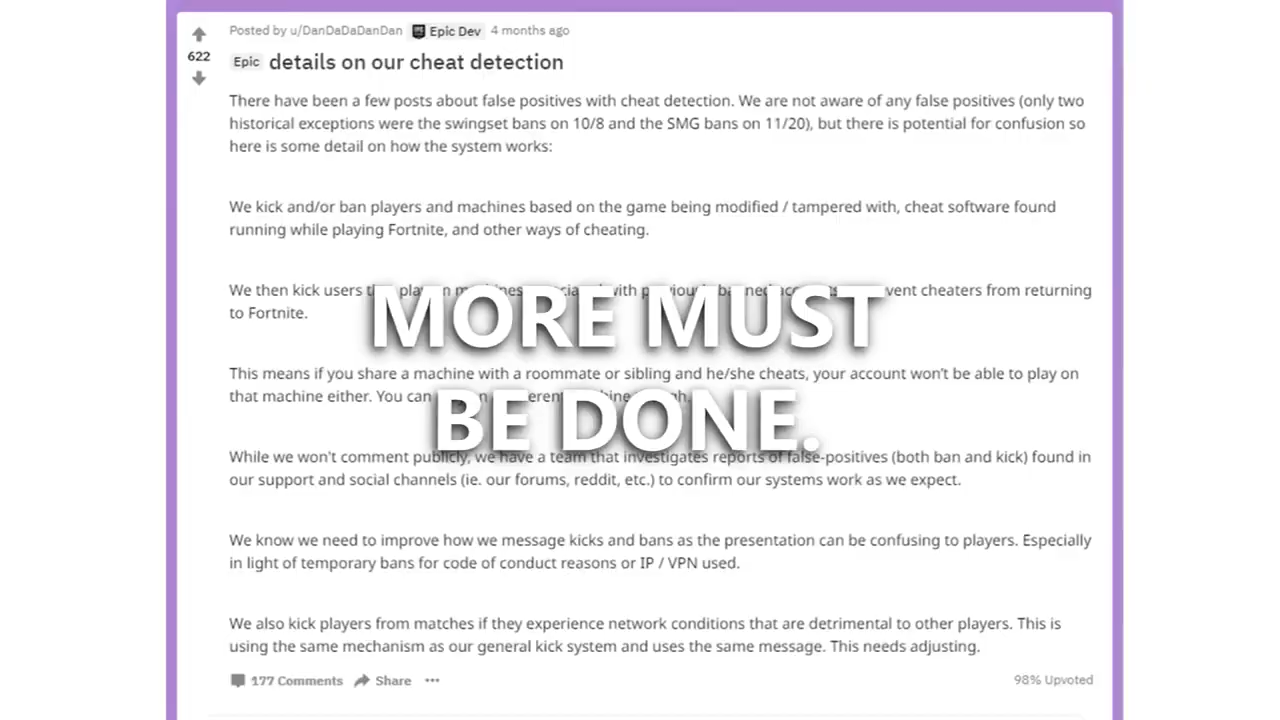 Posted by u/DanDaDaDanDan Epic Dev 4 months ago
622
Epic details on our cheat detection
There have been a few posts about false positives with cheat detection. We are not aware of any false positives (only two
historical exceptions were the swingset bans on 10/8 and the SMG bans on 11/20), but there is potential for confusion so
here is some detail on how the system works:
We kick and/or ban players and machines based on the game being modified / tampered with, cheat software found
running while playing Fortnite, and other ways of cheating.
We then kick users with returning
MORE MUST
to Fortnite.
This means if you share a machine with a roommate or sibling and he/she cheats, your account won't be able to play on
that machine either. You can
BE DONE.
While we won't comment publicly, we have a team that investigates reports of false-positives (both ban and kick) found in
our support and social channels (ie. our forums, reddit, etc.) to confirm our systems work as we expect.
We know we need to improve how we message kicks and bans as the presentation can be confusing to players. Especially
in light of temporary bans for code of conduct reasons or IP / VPN used.
We also kick players from matches if they experience network conditions that are detrimental to other players. This is
using the same mechanism as our general kick system and uses the same message. This needs adjusting.
177 Comments Share ••• 98% Upvoted